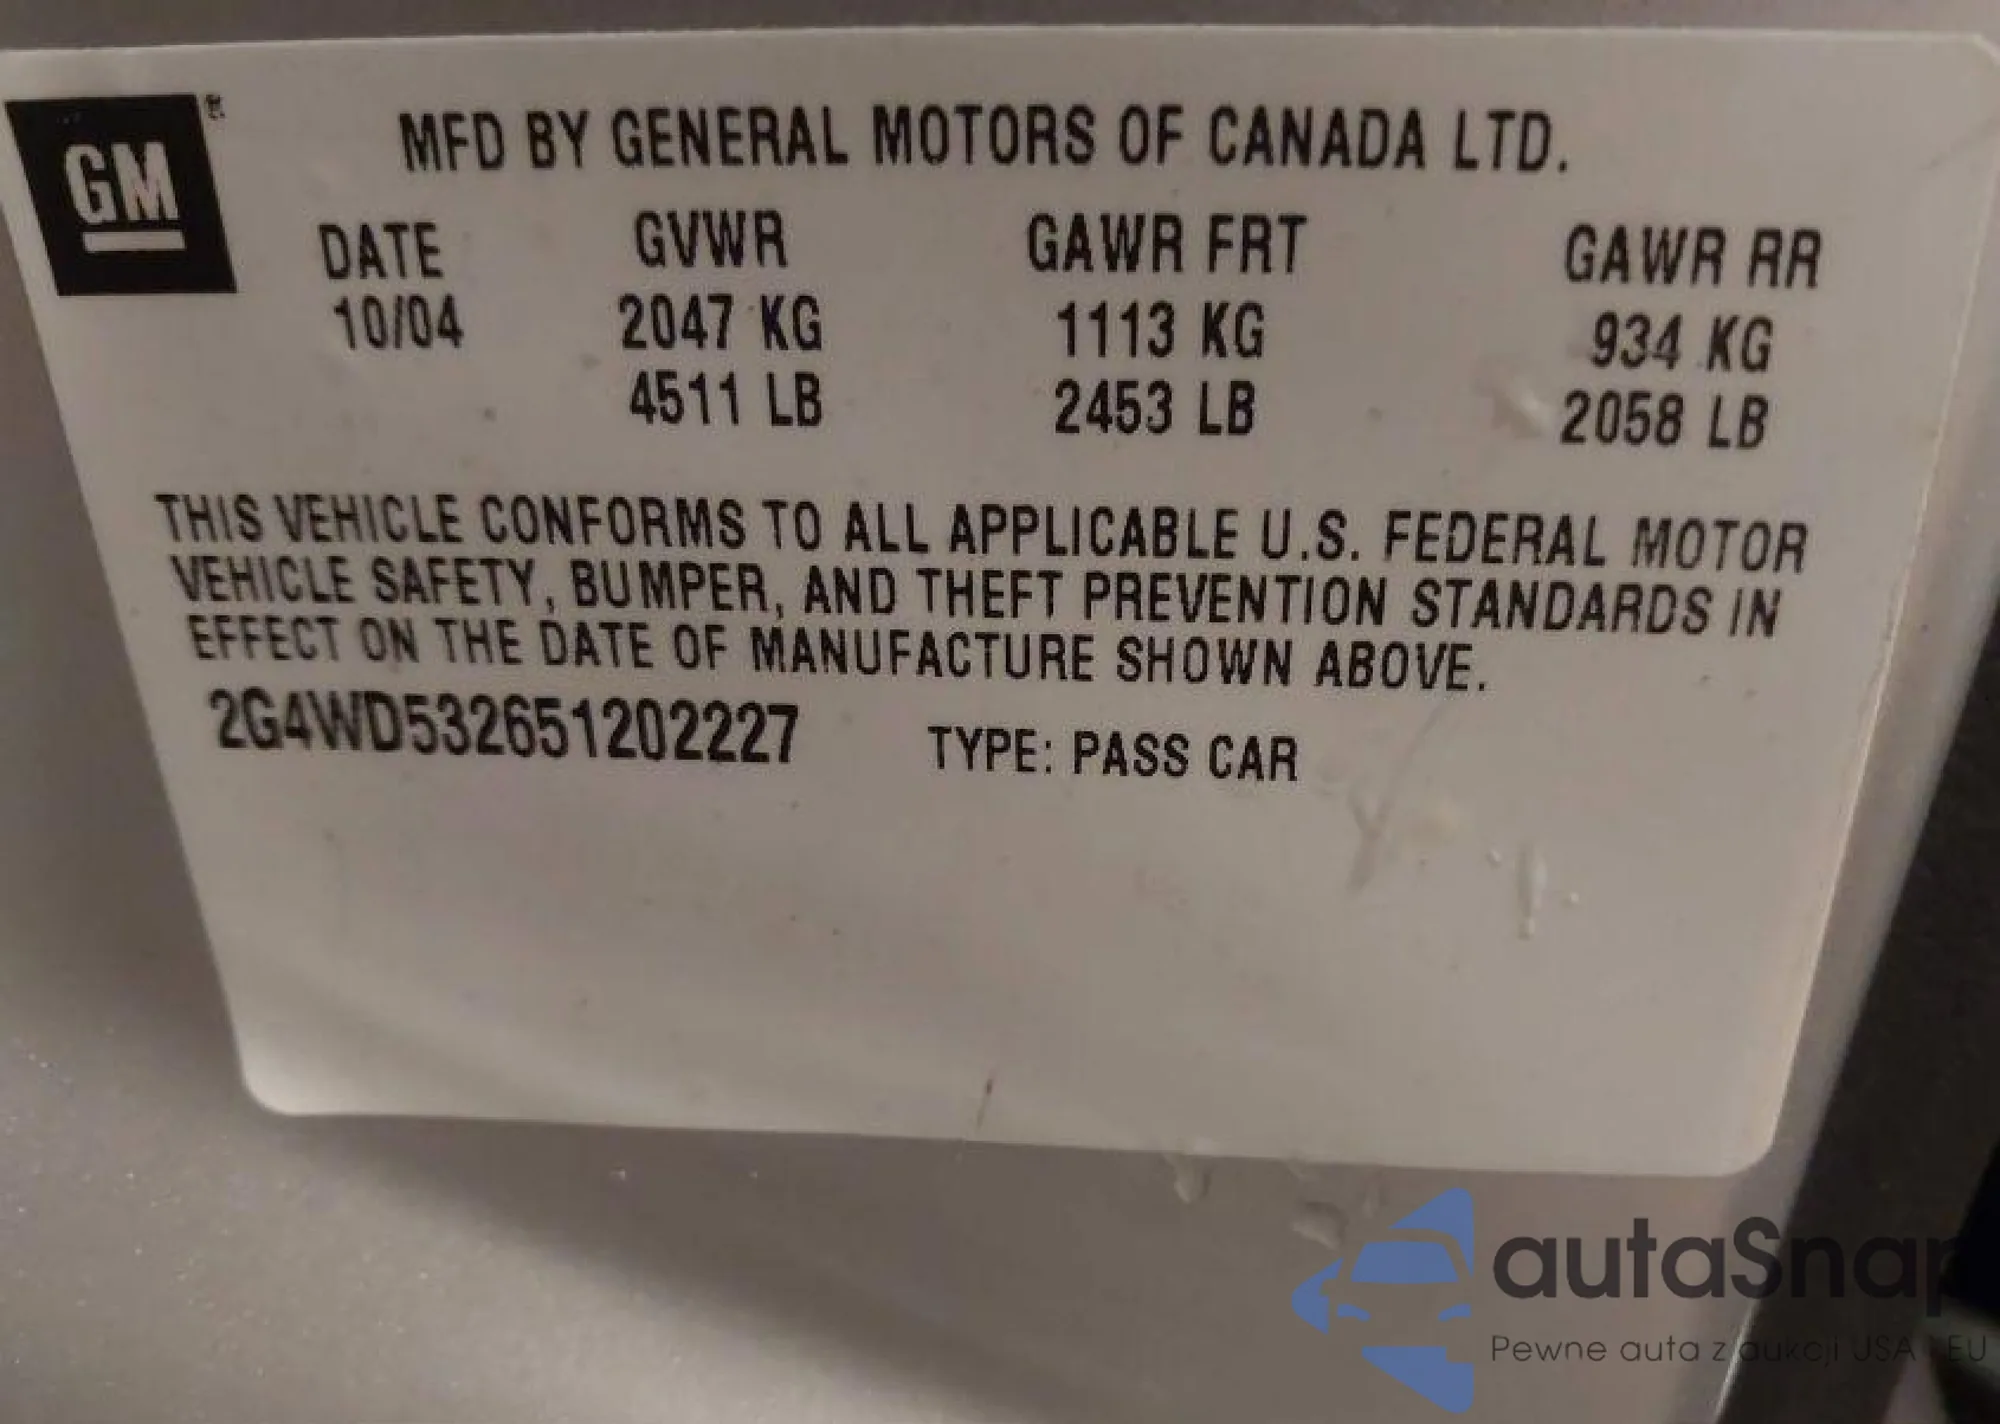 GM®
MFD BY GENERAL MOTORS OF CANADA LTD.
DATE GVWR GAWR FRT GAWR RR
10/04 2047 KG 1113 KG 934 KG
4511 LB 2453 LB 2058 LB
THIS VEHICLE CONFORMS TO ALL APPLICABLE U.S. FEDERAL MOTOR
VEHICLE SAFETY, BUMPER, AND THEFT PREVENTION STANDARDS IN
EFFECT ON THE DATE OF MANUFACTURE SHOWN ABOVE.
2G4WD532651202227 TYPE: PASS CAR
autaSnap
Pewne auta z aukcji USA i EU